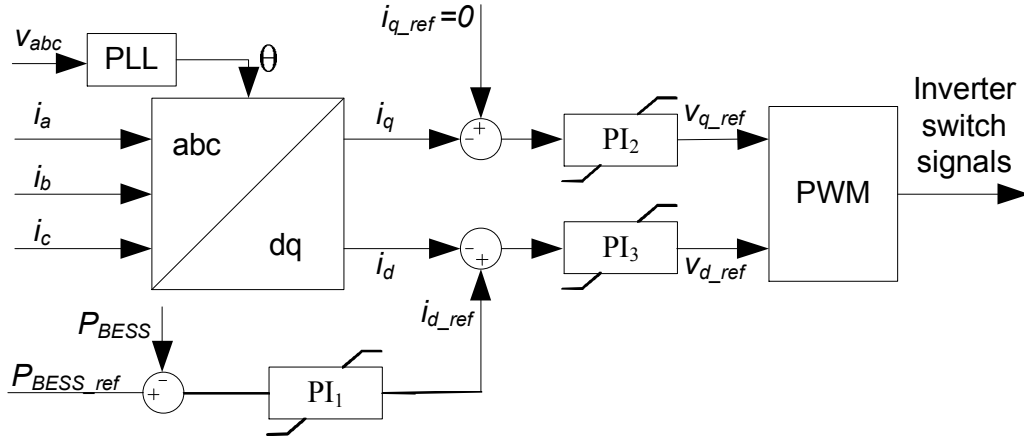 i_q_ref =0
v_abc
PLL
θ
i_a
i_b
i_c
abc
dq
i_q
i_d
-
+
-
+
PI_2
PI_3
v_q_ref
v_d_ref
PWM
Inverter
switch
signals
i_d_ref
P_BESS
P_BESS_ref
-
+
PI_1